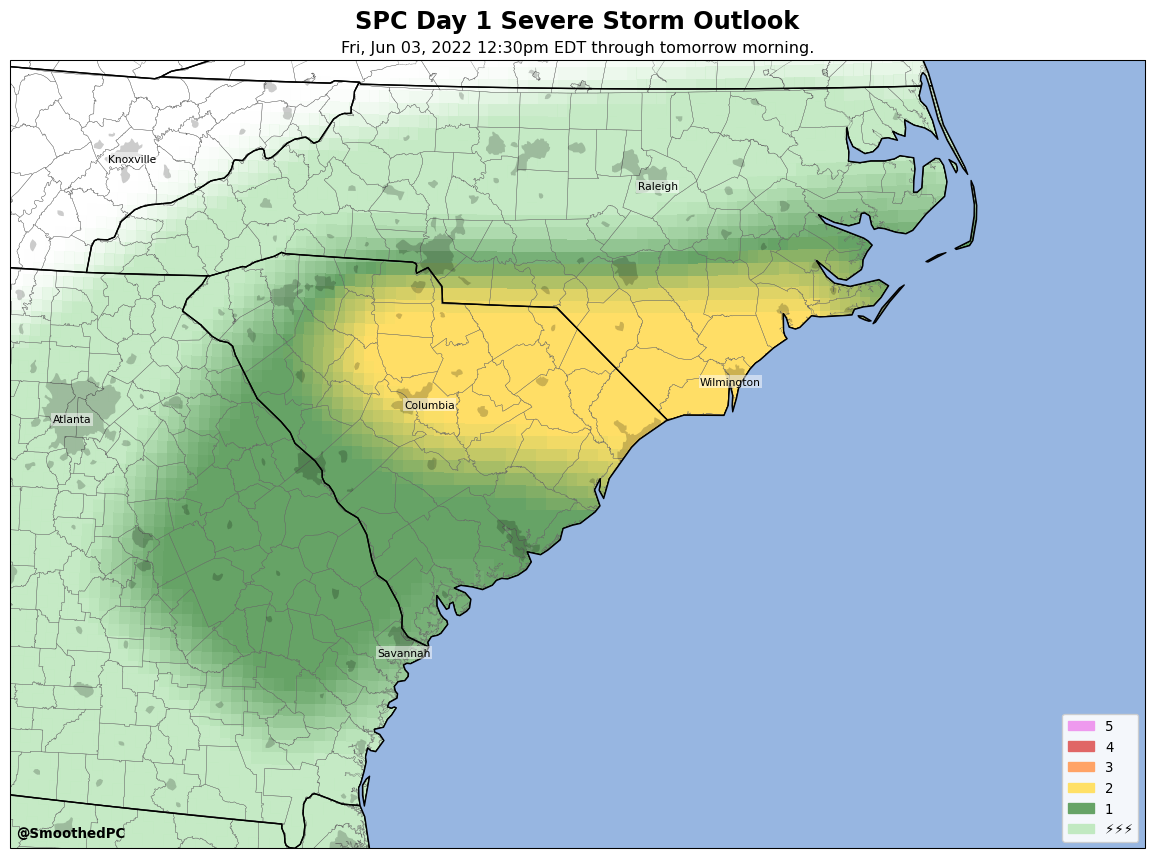 SPC Day 1 Severe Storm Outlook
Fri, Jun 03, 2022 12:30pm EDT through tomorrow morning.
Knoxville
Raleigh
Wilmington
Columbia
Atlanta
Savannah
5
4
3
2
1
⚡⚡⚡
@SmoothedPC